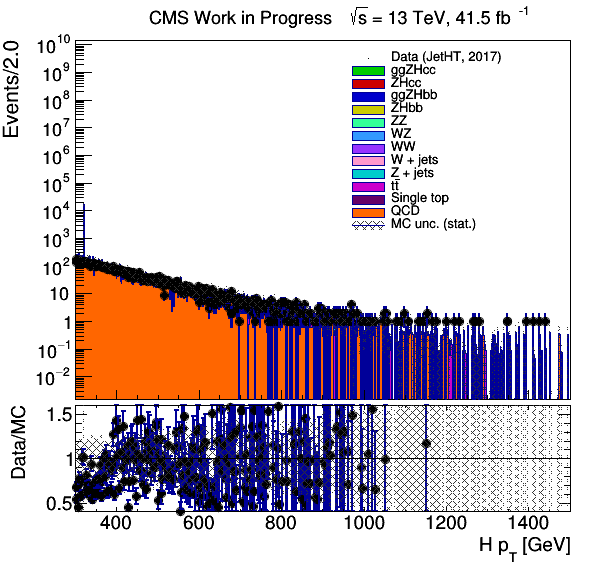 CMS Work in Progress √s = 13 TeV, 41.5 fb⁻¹
Events/2.0
10¹⁰
10⁹
10⁸
10⁷
10⁶
10⁵
10⁴
10³
10²
10
1
10⁻¹
10⁻²
Data (JetHT, 2017)
ggZHcc
ZHcc
ggZHbb
ZHbb
ZZ
WZ
WW
W + jets
Z + jets
tt̄
Single top
QCD
MC unc. (stat.)
Data/MC
1.5
1
0.5
400 600 800 1000 1200 1400
H p_T [GeV]